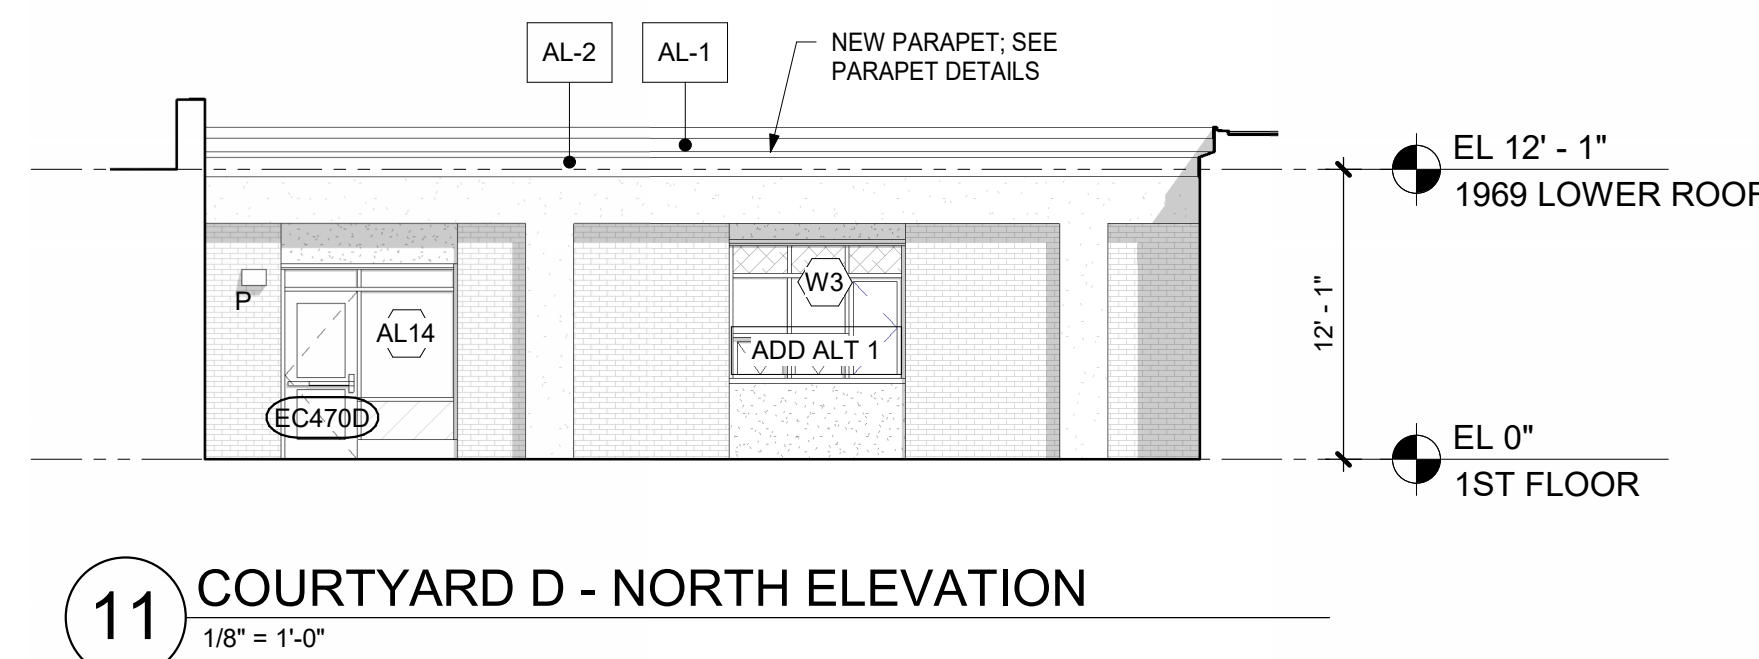 AL-2
AL-1
NEW PARAPET; SEE
PARAPET DETAILS
EL 12' - 1"
1969 LOWER ROOF
P
W3
AL14
12' - 1"
ADD ALT 1
EC470D
EL 0"
1ST FLOOR
11
COURTYARD D - NORTH ELEVATION
1/8" = 1'-0"